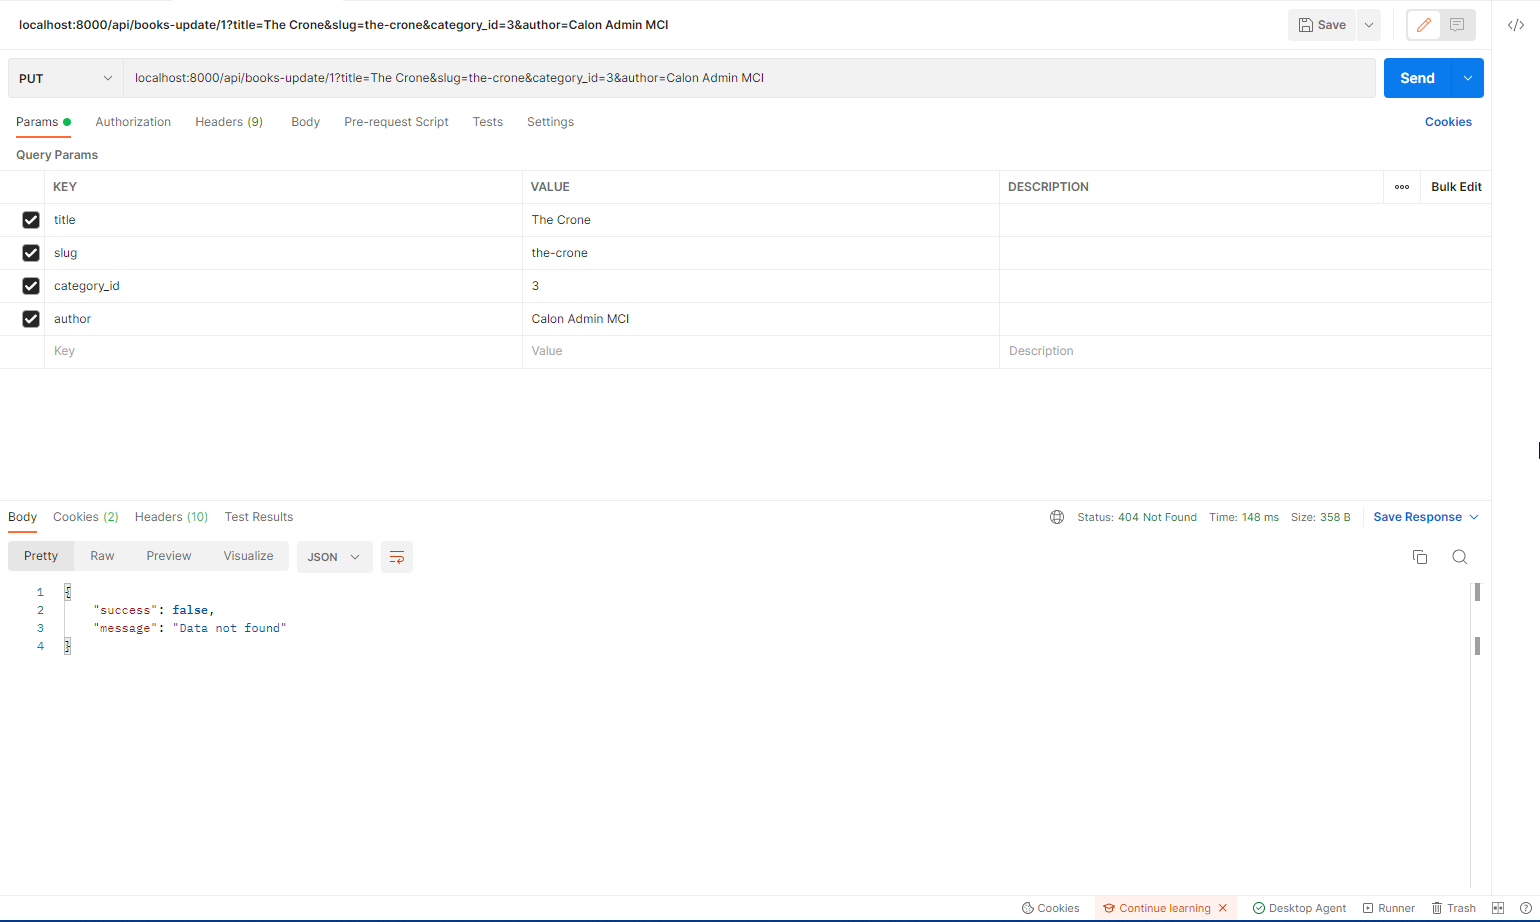 localhost:8000/api/books-update/1?title=The Crone&slug=the-crone&category_id=3&author=Calon Admin MCI
Save
PUT
localhost:8000/api/books-update/1?title=The Crone&slug=the-crone&category_id=3&author=Calon Admin MCI
Send
Params Authorization Headers (9) Body Pre-request Script Tests Settings Cookies
Query Params
KEY VALUE DESCRIPTION ooo Bulk Edit
title The Crone
slug the-crone
category_id 3
author Calon Admin MCI
Key Value Description
Body Cookies (2) Headers (10) Test Results Status: 404 Not Found Time: 148 ms Size: 358 B Save Response
Pretty Raw Preview Visualize JSON
1 {
2 "success": false,
3 "message": "Data not found"
4 }
Cookies Continue learning Desktop Agent Runner Trash